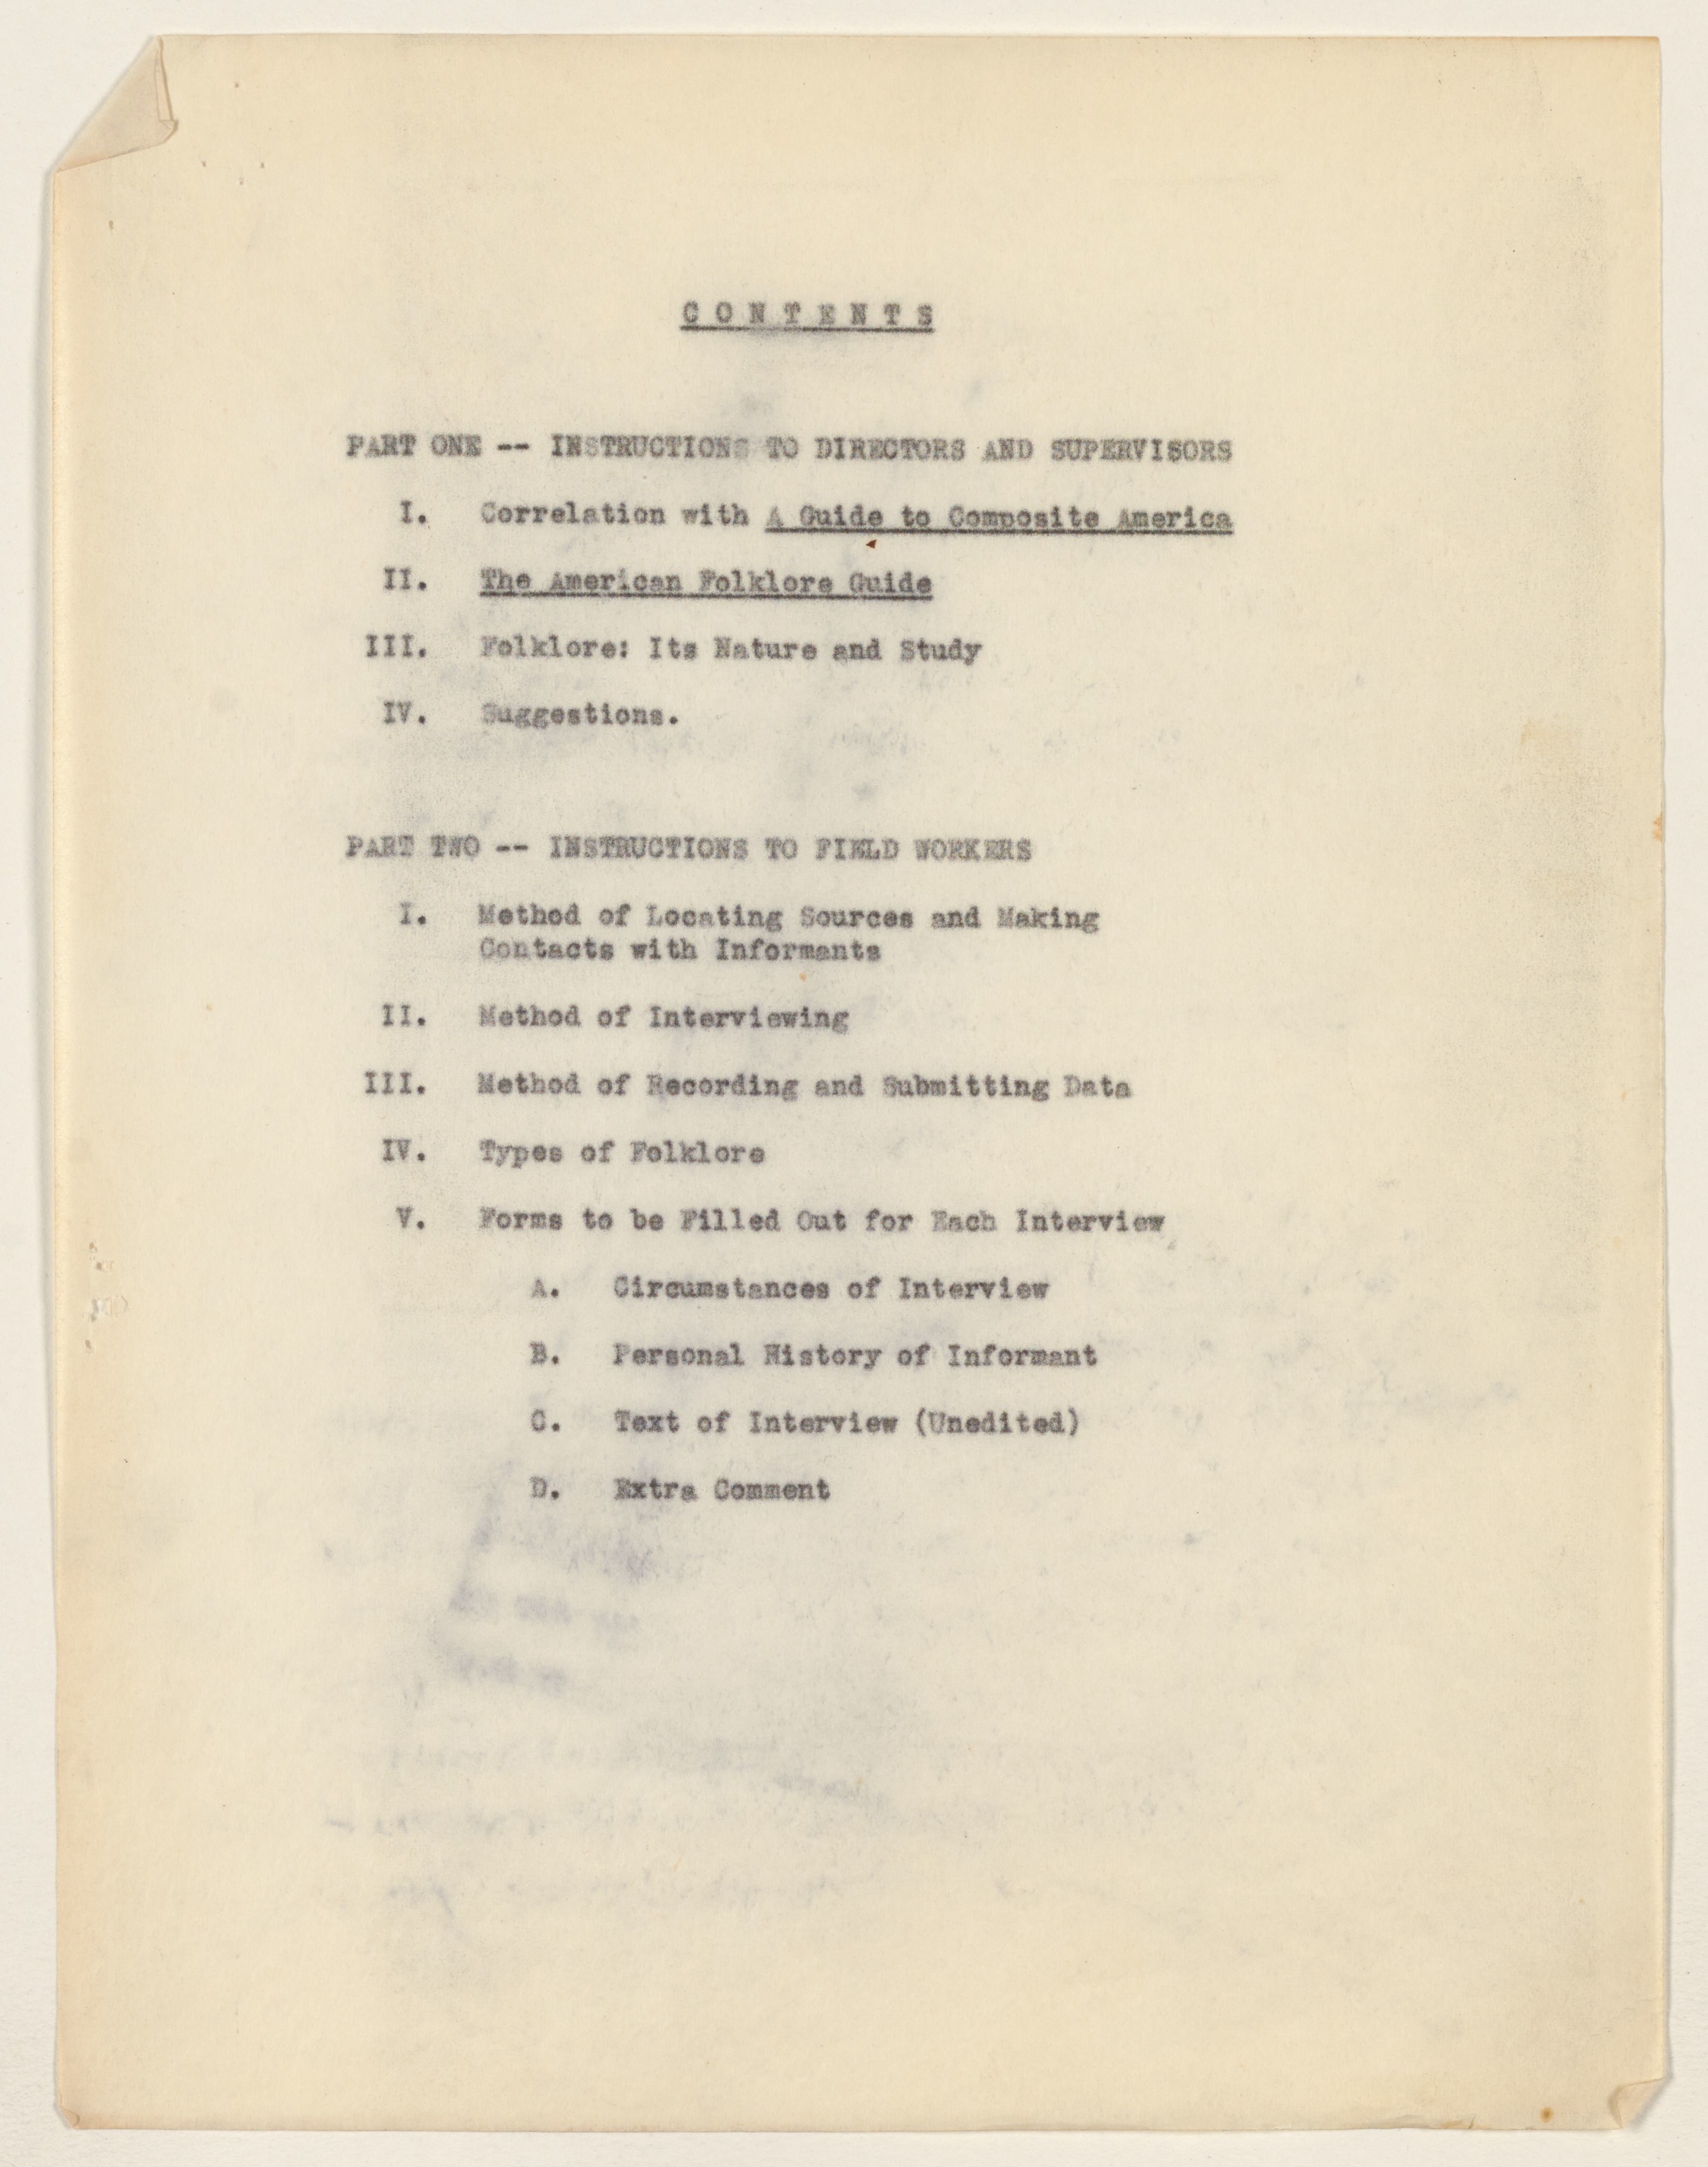 C O N T E N T S
PART ONE -- INSTRUCTIONS TO DIRECTORS AND SUPERVISORS
I. Correlation with A Guide to Composite America
II. The American Folklore Guide
III. Folklore: Its Nature and Study
IV. Suggestions.
PART TWO -- INSTRUCTIONS TO FIELD WORKERS
I. Method of Locating Sources and Making
Contacts with Informants
II. Method of Interviewing
III. Method of Recording and Submitting Data
IV. Types of Folklore
V. Forms to be Filled Out for Each Interview
A. Circumstances of Interview
B. Personal History of Informant
C. Text of Interview (Unedited)
D. Extra Comment